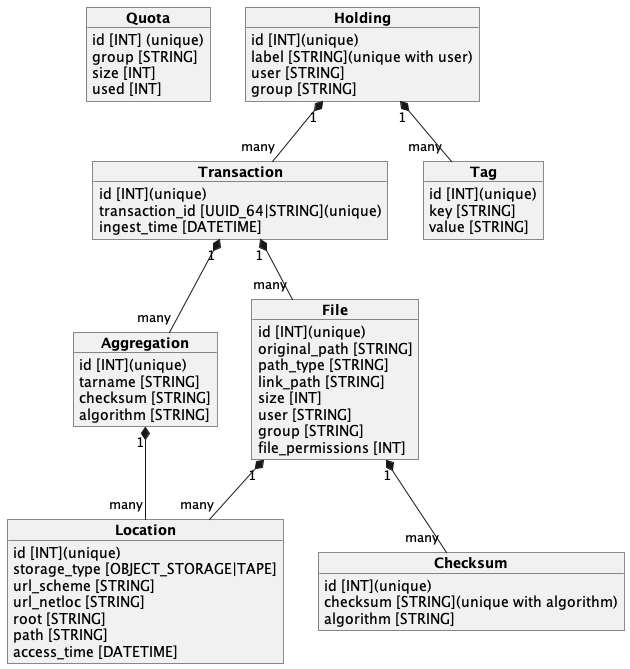 Quota
id [INT] (unique)
group [STRING]
size [INT]
used [INT]
Holding
id [INT](unique)
label [STRING](unique with user)
user [STRING]
group [STRING]
1
many
1
many
Transaction
id [INT](unique)
transaction_id [UUID_64|STRING](unique)
ingest_time [DATETIME]
Tag
id [INT](unique)
key [STRING]
value [STRING]
1
many
1
many
Aggregation
id [INT](unique)
tarname [STRING]
checksum [STRING]
algorithm [STRING]
File
id [INT](unique)
original_path [STRING]
path_type [STRING]
link_path [STRING]
size [INT]
user [STRING]
group [STRING]
file_permissions [INT]
1
many
1
many
1
many
Location
id [INT](unique)
storage_type [OBJECT_STORAGE|TAPE]
url_scheme [STRING]
url_netloc [STRING]
root [STRING]
path [STRING]
access_time [DATETIME]
Checksum
id [INT](unique)
checksum [STRING](unique with algorithm)
algorithm [STRING]